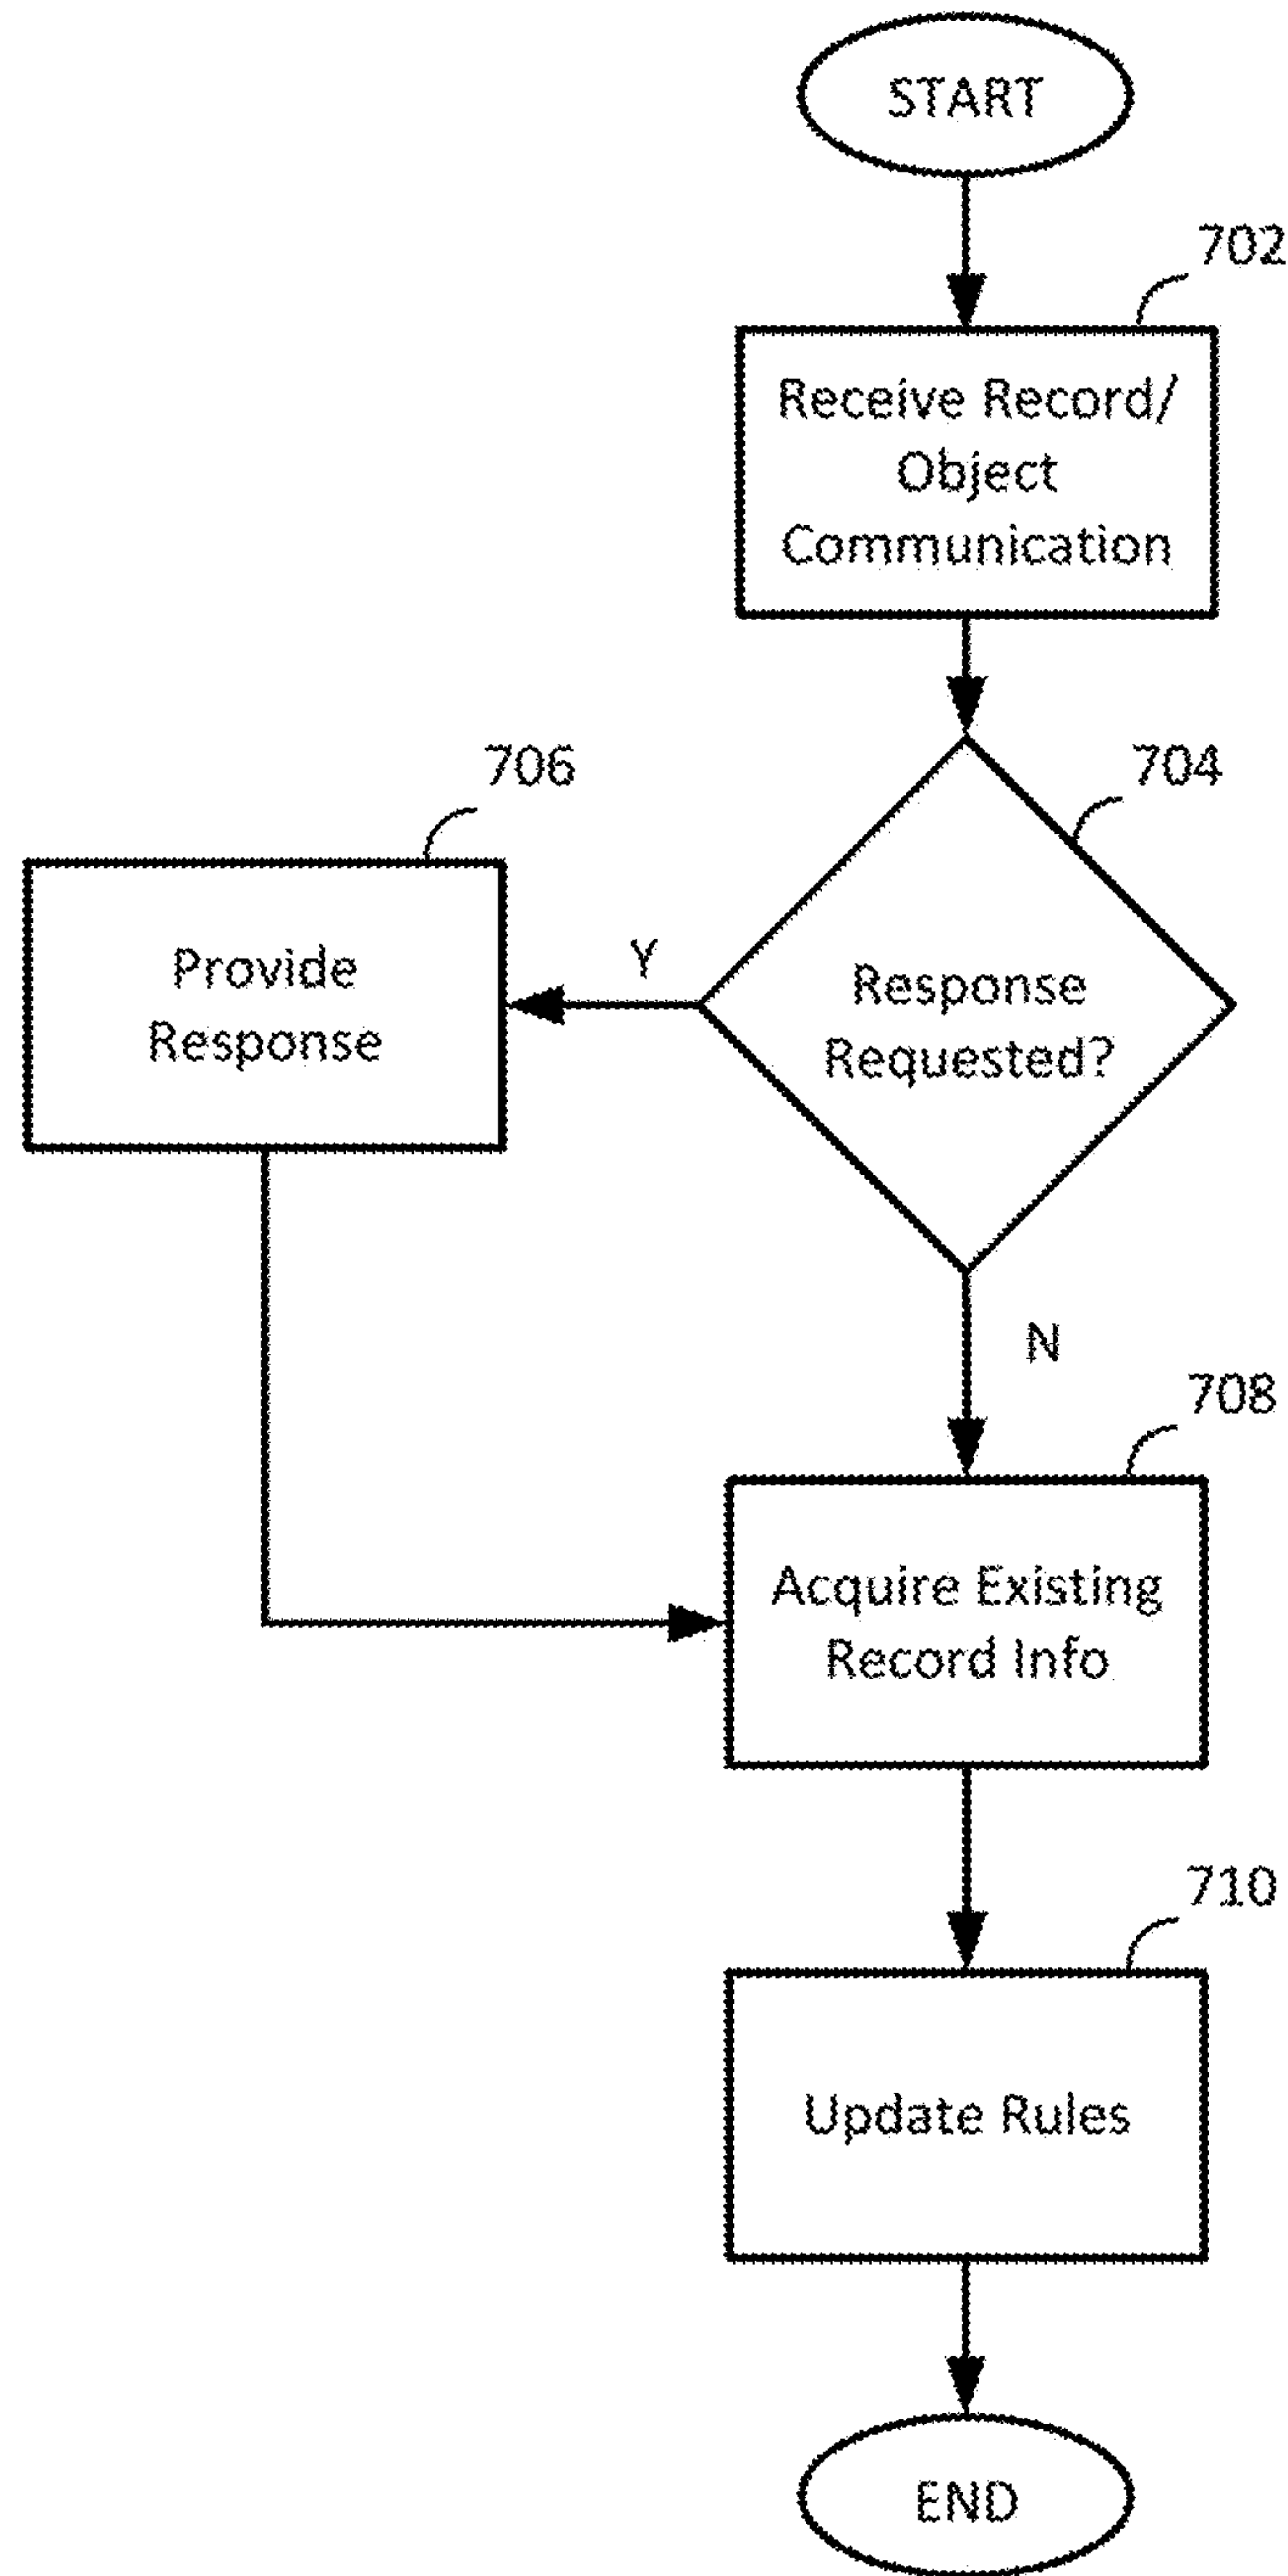 START
702
Receive Record/
Object
Communication
704
Response
Requested?
Y
706
Provide
Response
N
708
Acquire Existing
Record Info
710
Update Rules
END